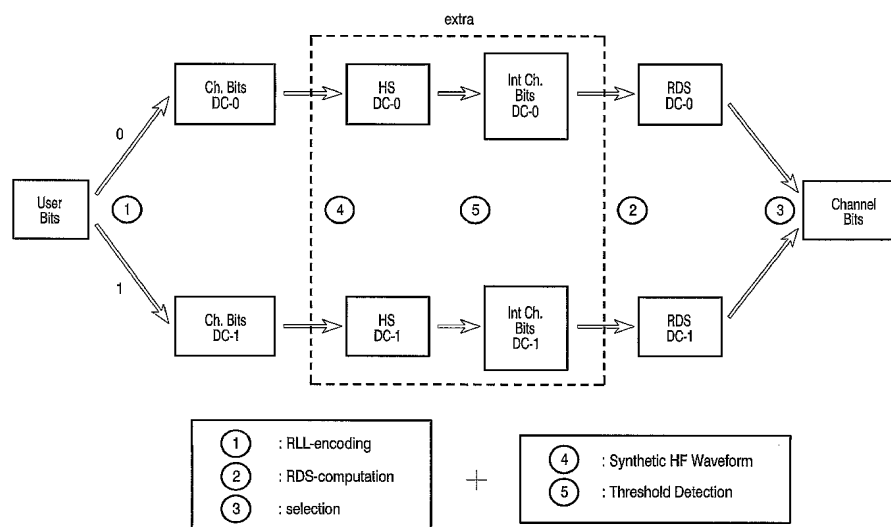 extra
Ch. Bits
DC-0
HS
DC-0
Int Ch.
Bits
DC-0
RDS
DC-0
0
User
Bits
1
4
5
2
3
Channel
Bits
1
Ch. Bits
DC-1
HS
DC-1
Int Ch.
Bits
DC-1
RDS
DC-1
1 : RLL-encoding
2 : RDS-computation
3 : selection
+
4 : Synthetic HF Waveform
5 : Threshold Detection